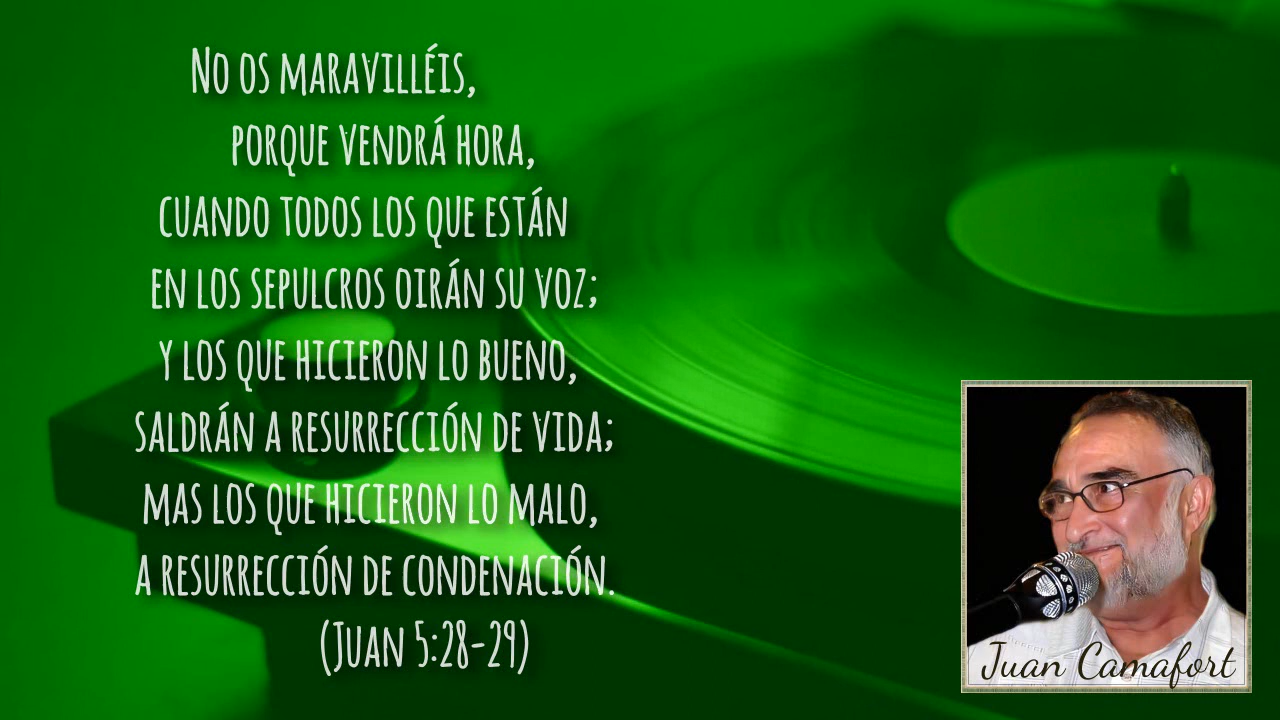 No os maravilléis,
porque vendrá hora,
cuando todos los que están
en los sepulcros oirán su voz;
y los que hicieron lo bueno,
saldrán a resurrección de vida;
mas los que hicieron lo malo,
a resurrección de condenación.
(Juan 5:28-29)
Juan Camafort